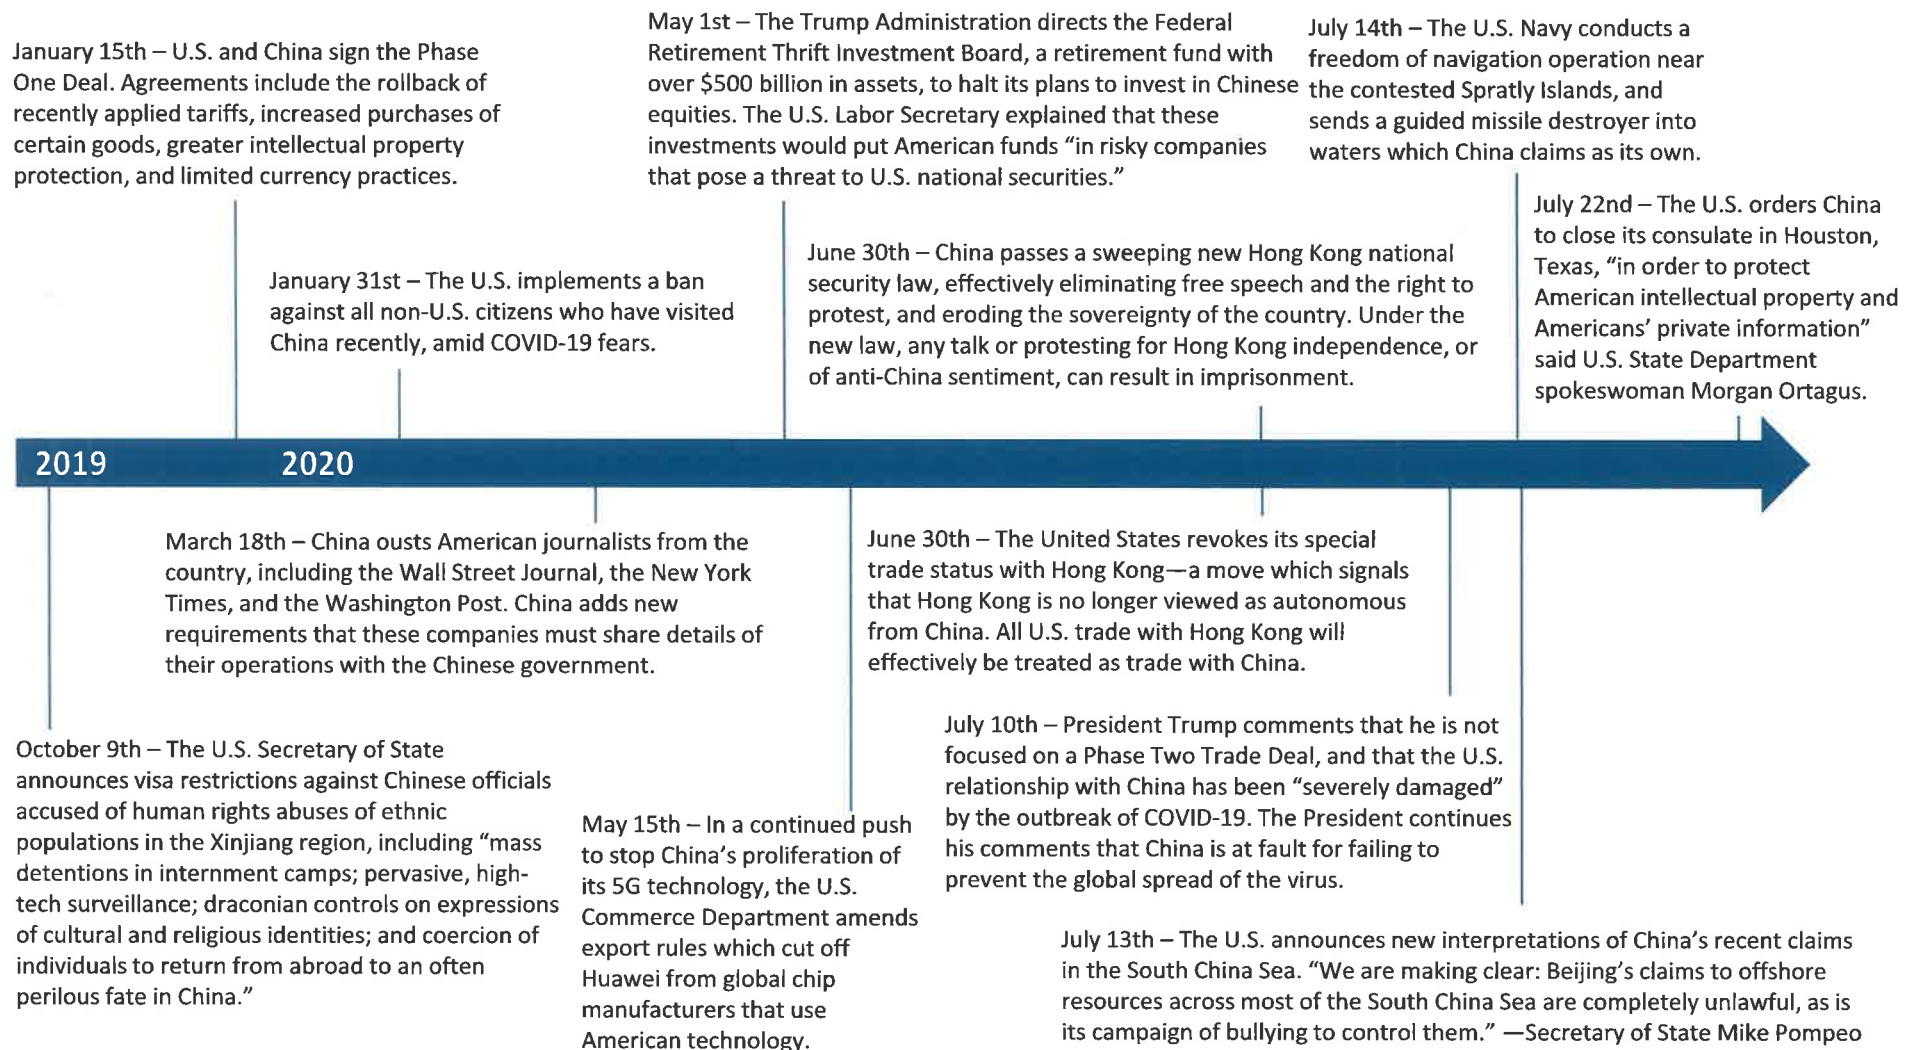 January 15th – U.S. and China sign the Phase
One Deal. Agreements include the rollback of
recently applied tariffs, increased purchases of
certain goods, greater intellectual property
protection, and limited currency practices.
May 1st – The Trump Administration directs the Federal
Retirement Thrift Investment Board, a retirement fund with
over $500 billion in assets, to halt its plans to invest in Chinese
equities. The U.S. Labor Secretary explained that these
investments would put American funds “in risky companies
that pose a threat to U.S. national securities.”
July 14th – The U.S. Navy conducts a
freedom of navigation operation near
the contested Spratly Islands, and
sends a guided missile destroyer into
waters which China claims as its own.
January 31st – The U.S. implements a ban
against all non-U.S. citizens who have visited
China recently, amid COVID-19 fears.
June 30th – China passes a sweeping new Hong Kong national
security law, effectively eliminating free speech and the right to
protest, and eroding the sovereignty of the country. Under the
new law, any talk or protesting for Hong Kong independence, or
of anti-China sentiment, can result in imprisonment.
July 22nd – The U.S. orders China
to close its consulate in Houston,
Texas, “in order to protect
American intellectual property and
Americans’ private information”
said U.S. State Department
spokeswoman Morgan Ortagus.
2019
2020
March 18th – China ousts American journalists from the
country, including the Wall Street Journal, the New York
Times, and the Washington Post. China adds new
requirements that these companies must share details of
their operations with the Chinese government.
June 30th – The United States revokes its special
trade status with Hong Kong—a move which signals
that Hong Kong is no longer viewed as autonomous
from China. All U.S. trade with Hong Kong will
effectively be treated as trade with China.
October 9th – The U.S. Secretary of State
announces visa restrictions against Chinese officials
accused of human rights abuses of ethnic
populations in the Xinjiang region, including “mass
detentions in internment camps; pervasive, high-
tech surveillance; draconian controls on expressions
of cultural and religious identities; and coercion of
individuals to return from abroad to an often
perilous fate in China.”
May 15th – In a continued push
to stop China’s proliferation of
its 5G technology, the U.S.
Commerce Department amends
export rules which cut off
Huawei from global chip
manufacturers that use
American technology.
July 10th – President Trump comments that he is not
focused on a Phase Two Trade Deal, and that the U.S.
relationship with China has been “severely damaged”
by the outbreak of COVID-19. The President continues
his comments that China is at fault for failing to
prevent the global spread of the virus.
July 13th – The U.S. announces new interpretations of China’s recent claims
in the South China Sea. “We are making clear: Beijing’s claims to offshore
resources across most of the South China Sea are completely unlawful, as is
its campaign of bullying to control them.” —Secretary of State Mike Pompeo